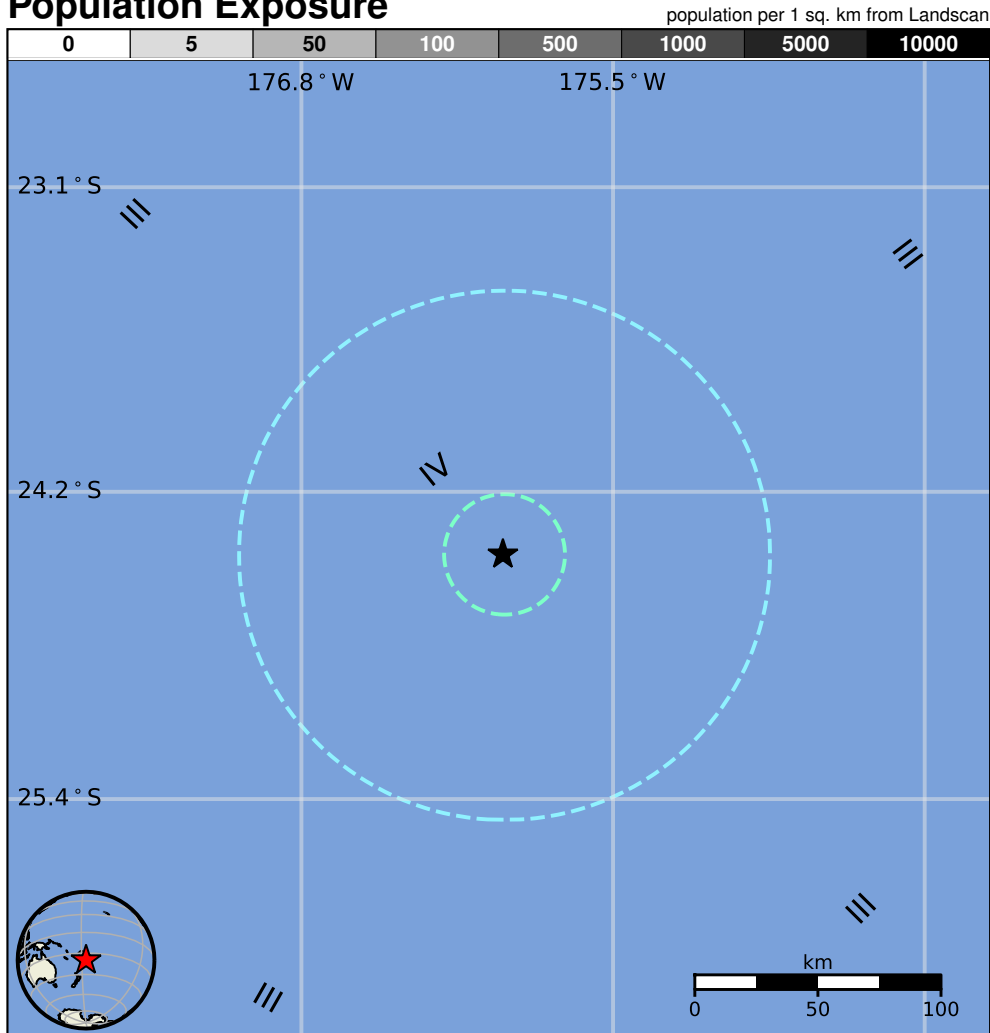 Population Exposure
population per 1 sq. km from Landscan
0 5 50 100 500 1000 5000 10000
176.8°W 175.5°W
23.1°S
III
III
IV
24.2°S
25.4°S
III
km
III
0 50 100